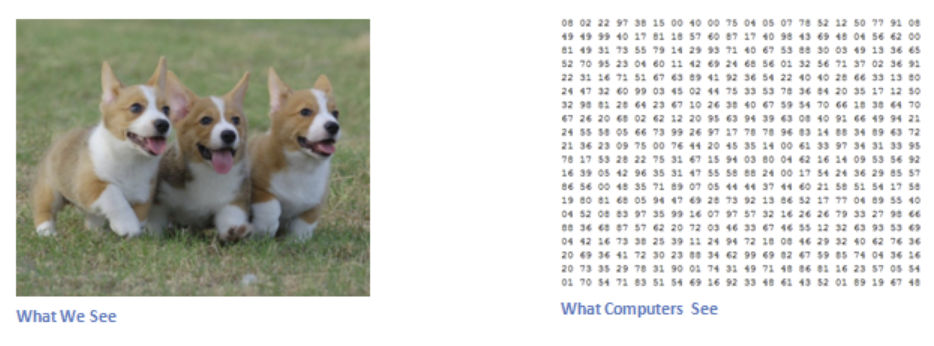 08 02 22 97 38 15 00 40 00 75 04 05 07 78 52 12 50 77 91 08
49 49 99 40 17 81 18 57 60 87 17 40 98 43 69 48 04 56 62 00
81 49 31 73 55 79 14 29 93 71 40 67 53 88 30 03 49 13 36 65
52 70 95 23 04 60 11 42 69 24 68 56 01 32 56 71 37 02 36 91
22 31 16 71 51 67 63 89 41 92 36 54 22 40 40 28 66 33 13 80
24 47 32 60 99 03 45 02 44 75 33 53 78 36 84 20 35 17 12 50
32 98 81 28 64 23 67 10 26 38 40 67 59 54 70 66 18 38 64 70
67 26 20 68 02 62 12 20 95 63 94 39 63 08 40 91 66 49 94 21
24 55 58 05 66 73 99 26 97 17 78 78 96 83 14 88 34 89 63 72
21 36 23 09 75 00 76 44 20 45 35 14 00 61 33 97 34 31 33 95
78 17 53 28 22 75 31 67 15 94 03 80 04 62 16 14 09 53 56 92
16 39 05 42 96 35 31 47 55 58 88 24 00 17 54 24 36 29 85 57
86 56 00 48 35 71 89 07 05 44 44 37 44 60 21 58 51 54 17 58
19 80 81 68 05 94 47 69 28 73 92 13 86 52 17 77 04 89 55 40
04 52 08 83 97 35 99 16 07 97 57 32 16 26 26 79 33 27 98 66
88 36 68 87 57 62 20 72 03 46 33 67 46 55 12 32 63 93 53 69
04 42 16 73 38 25 39 11 24 94 72 18 08 46 29 32 40 62 76 36
20 69 36 41 72 30 23 88 34 62 99 69 82 67 59 85 74 04 36 16
20 73 35 29 78 31 90 01 74 31 49 71 48 86 81 16 23 57 05 54
01 70 54 71 83 51 54 69 16 92 33 48 61 43 52 01 89 19 67 48
What We See
What Computers See